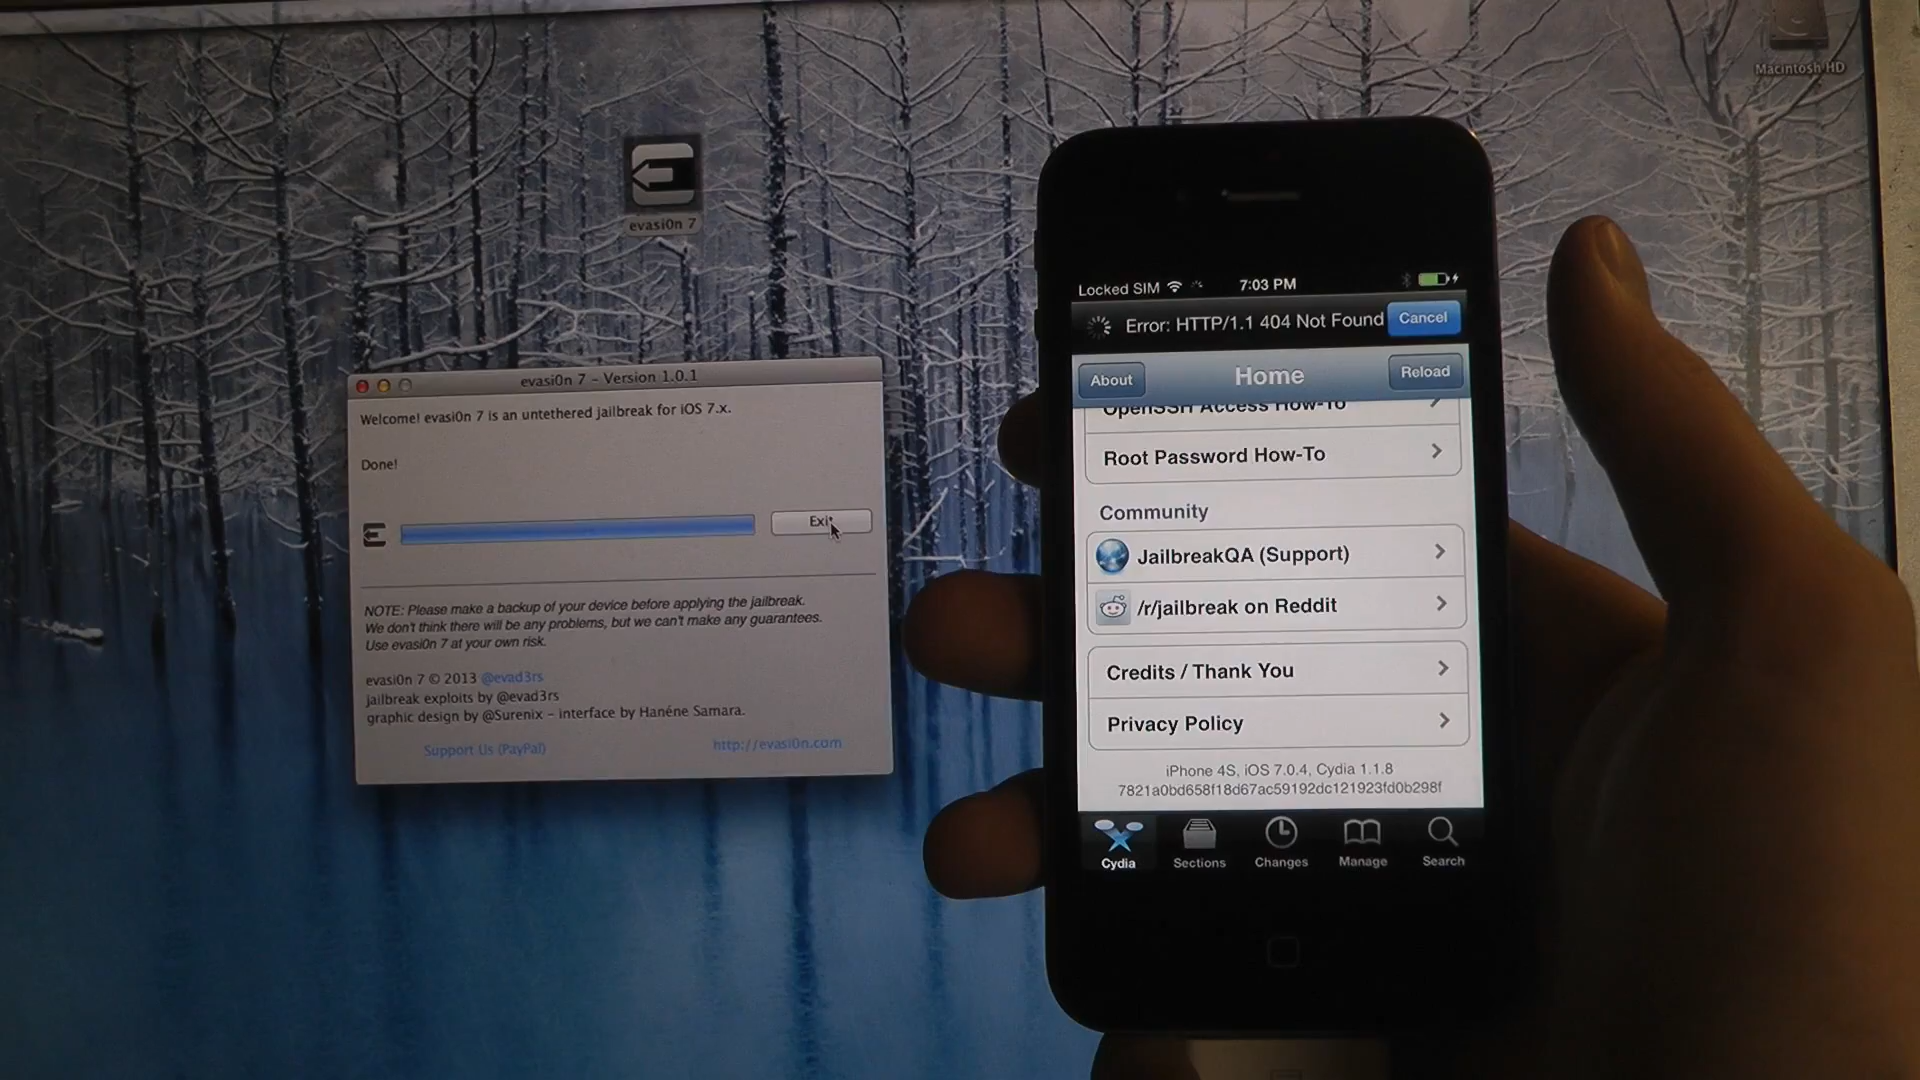 Macintosh HD
evasi0n 7
evasi0n 7 – Version 1.0.1
Welcome! evasi0n 7 is an untethered jailbreak for iOS 7.x.
Done!
Exit
NOTE: Please make a backup of your device before applying the jailbreak.
We don't think there will be any problems, but we can't make any guarantees.
Use evasi0n 7 at your own risk.
evasi0n 7 © 2013 @evad3rs
jailbreak exploits by @evad3rs
graphic design by @Surenix – interface by Hanéne Samara.
Support Us (PayPal)
http://evasi0n.com
Locked SIM 7:03 PM
Error: HTTP/1.1 404 Not Found Cancel
About Home Reload
OpenSSH Access How-To
Root Password How-To
Community
JailbreakQA (Support)
/r/jailbreak on Reddit
Credits / Thank You
Privacy Policy
iPhone 4S, iOS 7.0.4, Cydia 1.1.8
7821a0bd658f18d67ac59192dc121923fd0b298f
Cydia Sections Changes Manage Search